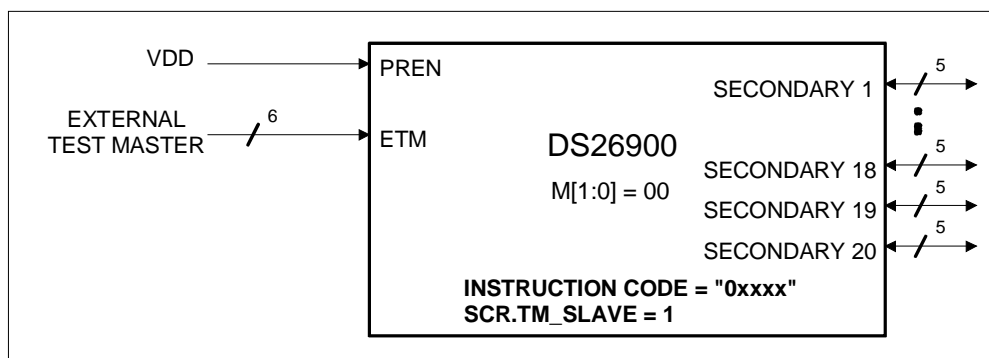 VDD
PREN
EXTERNAL
TEST MASTER
6
ETM
DS26900
M[1:0] = 00
SECONDARY 1
5
SECONDARY 18
5
SECONDARY 19
5
SECONDARY 20
5
INSTRUCTION CODE = "0xxxx"
SCR.TM_SLAVE = 1